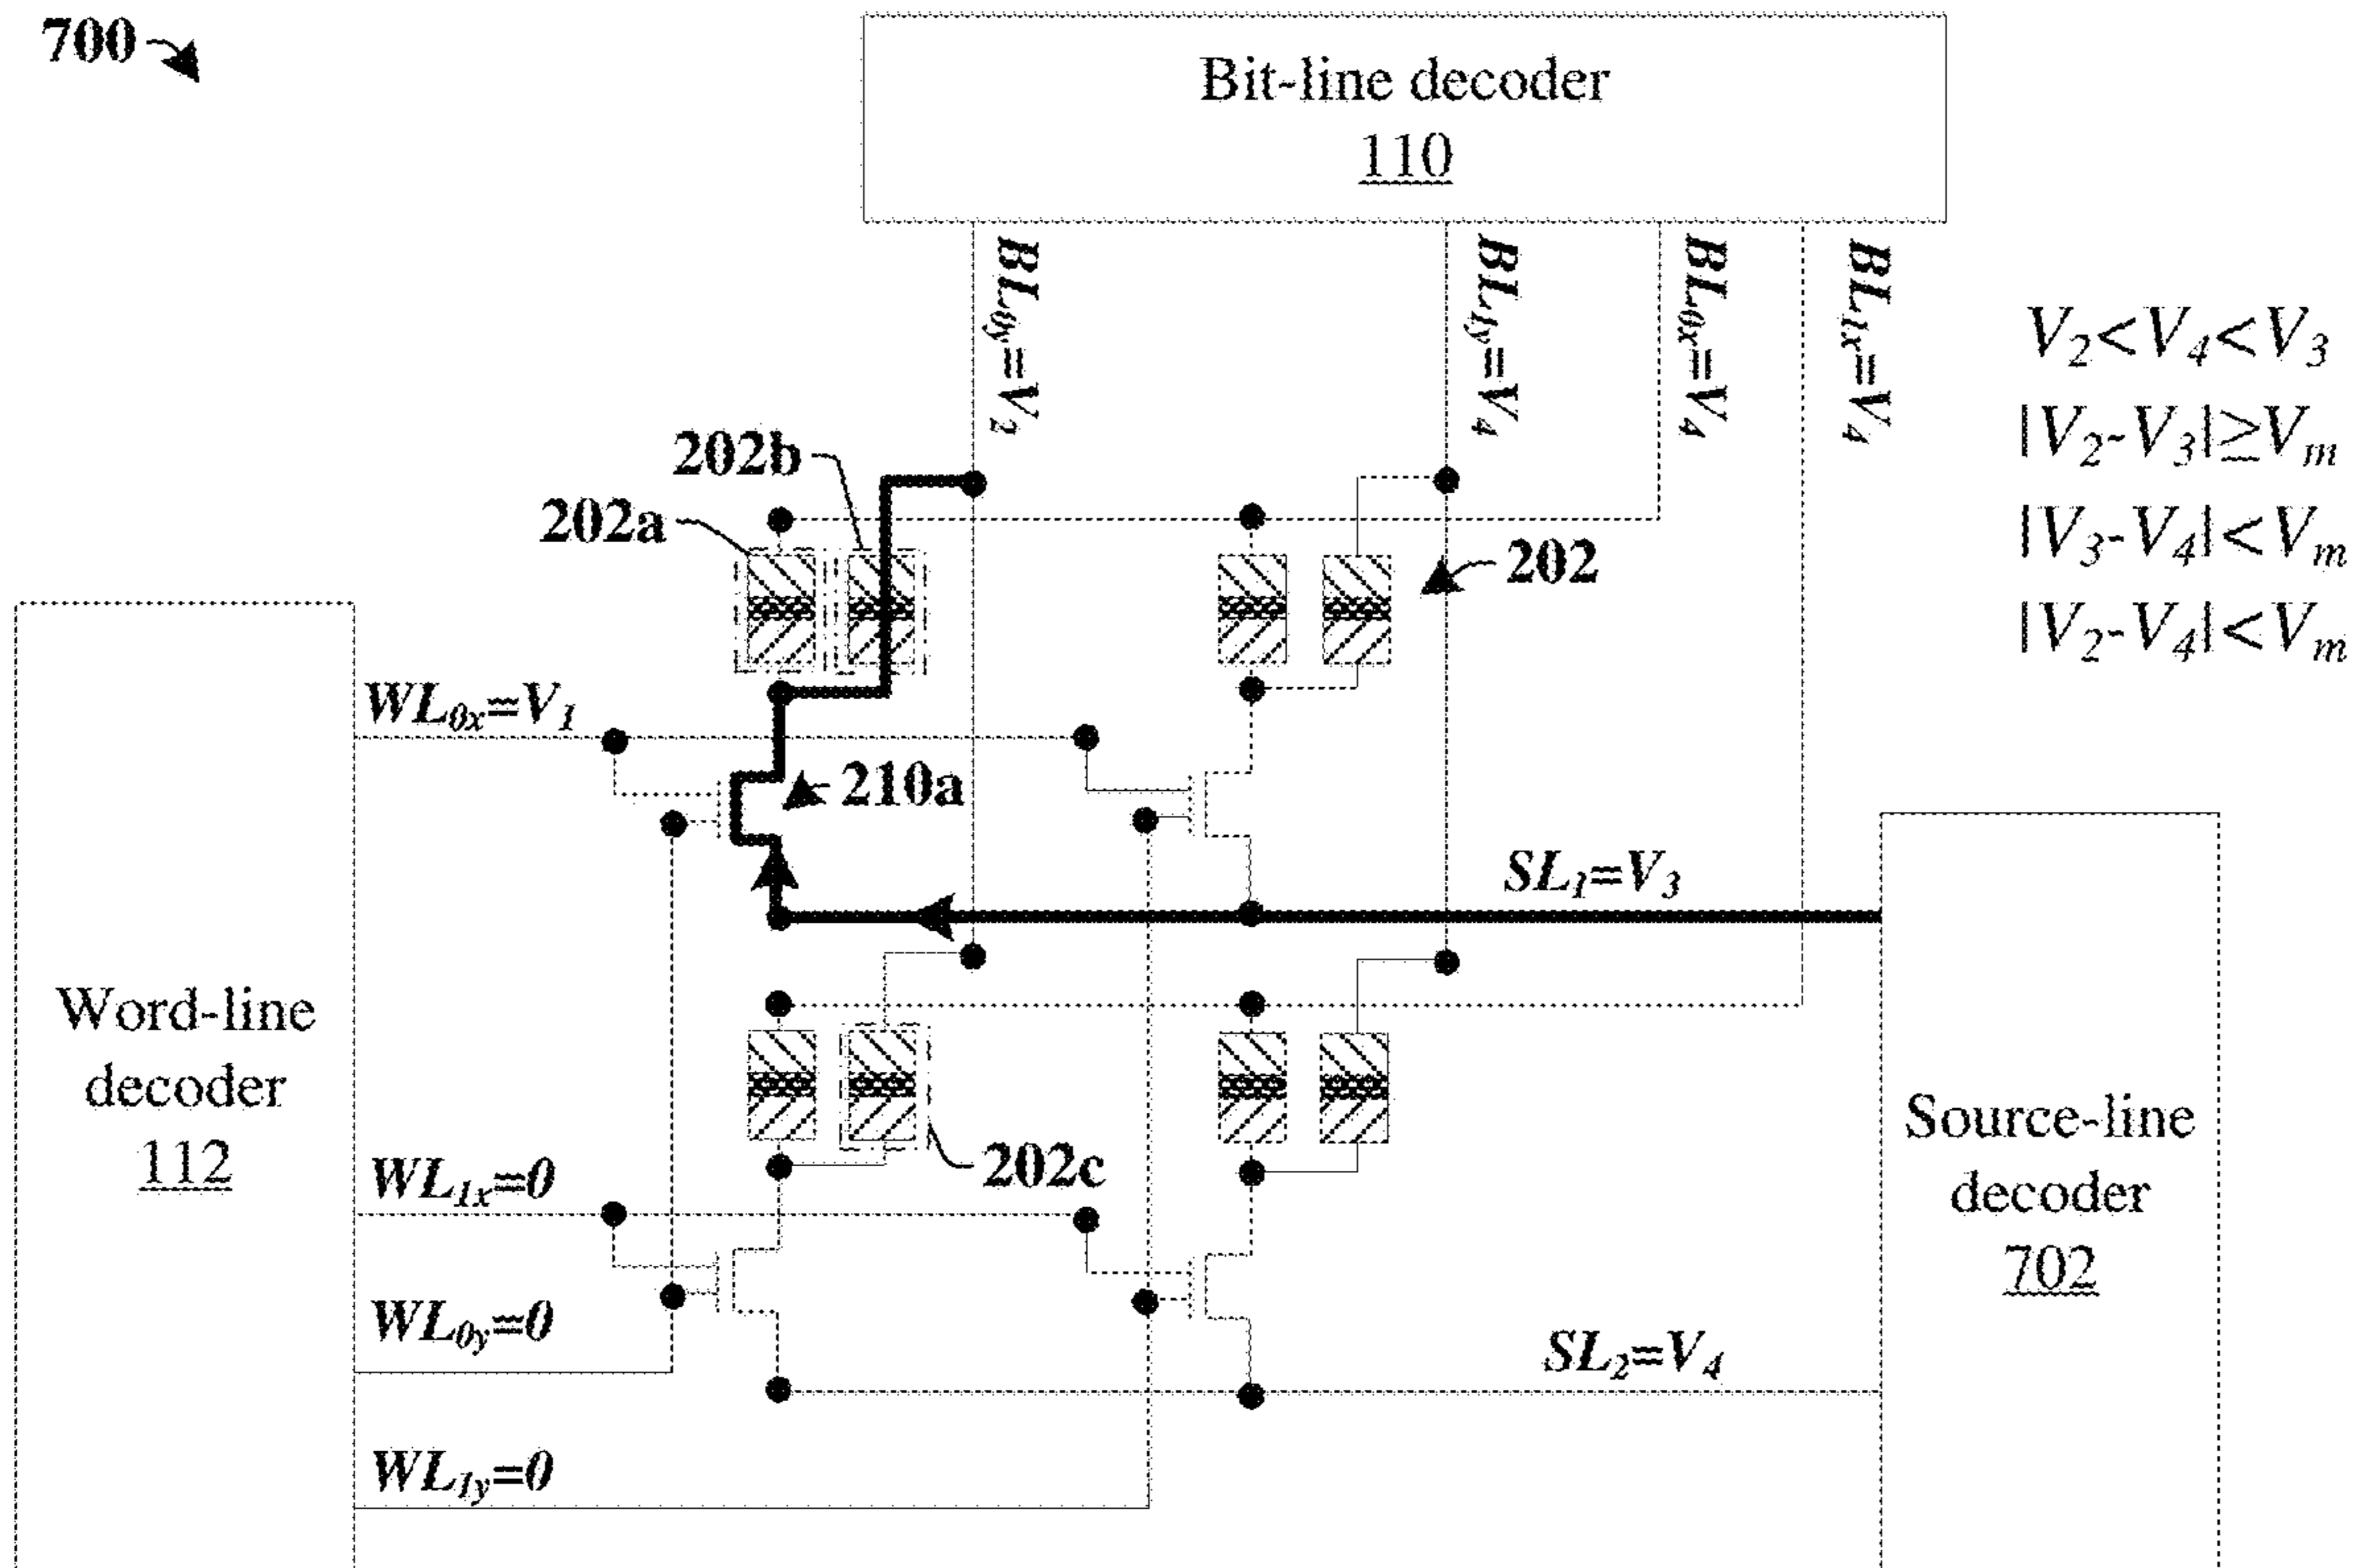 700
Bit-line decoder
110
BL0y=V2
BL1y=V4
BL0x=V4
BL1x=V4
V2<V4<V3
|V2-V3|≥Vm
|V3-V4|<Vm
|V2-V4|<Vm
202b
202a
202
WL0x=V1
210a
SL1=V3
Word-line
decoder
112
202c
WL1x=0
WL0y=0
WL1y=0
Source-line
decoder
702
SL2=V4